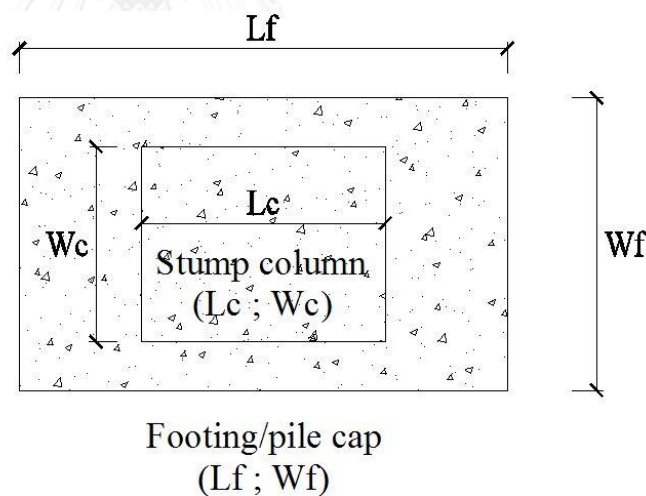 Lf
Lc
Wc
Wf
Stump column
(Lc ; Wc)
Footing/pile cap
(Lf ; Wf)